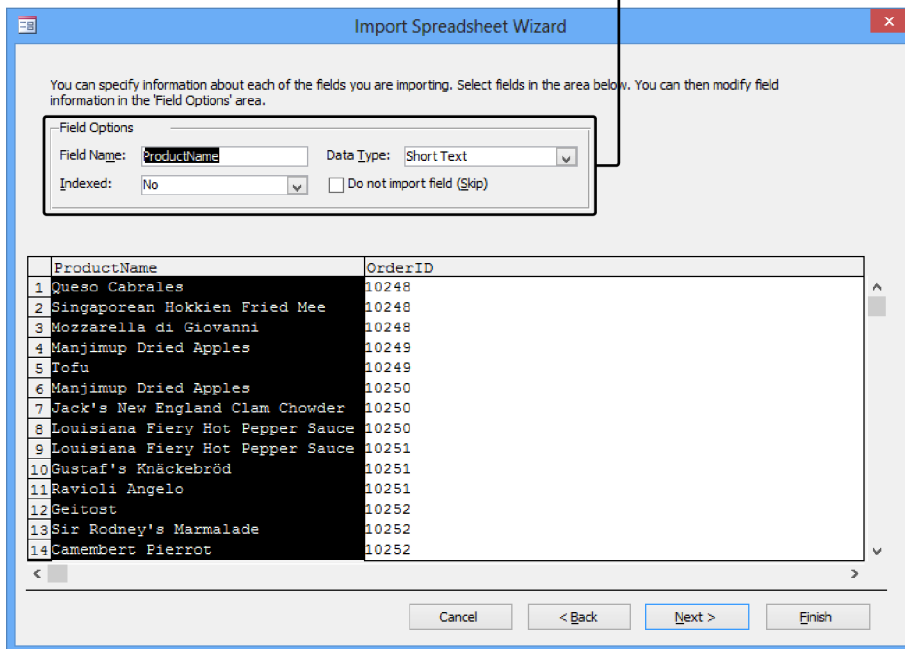 Import Spreadsheet Wizard
You can specify information about each of the fields you are importing. Select fields in the area below. You can then modify field
information in the 'Field Options' area.
Field Options
Field Name: ProductName Data Type: Short Text
Indexed: No Do not import field (Skip)
ProductName OrderID
1 Queso Cabrales 10248
2 Singaporean Hokkien Fried Mee 10248
3 Mozzarella di Giovanni 10248
4 Manjimup Dried Apples 10249
5 Tofu 10249
6 Manjimup Dried Apples 10250
7 Jack's New England Clam Chowder 10250
8 Louisiana Fiery Hot Pepper Sauce 10250
9 Louisiana Fiery Hot Pepper Sauce 10251
10 Gustaf's Knäckebröd 10251
11 Ravioli Angelo 10251
12 Geitost 10252
13 Sir Rodney's Marmalade 10252
14 Camembert Pierrot 10252
Cancel < Back Next > Finish